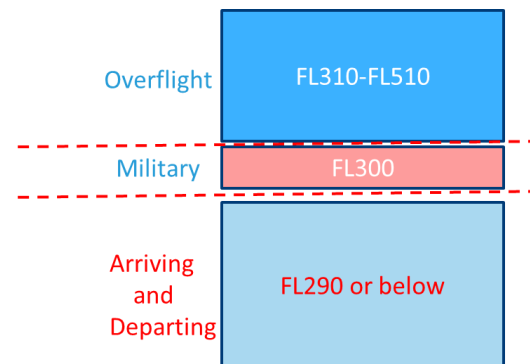 Overflight
FL310-FL510
Military
FL300
Arriving
and
Departing
FL290 or below